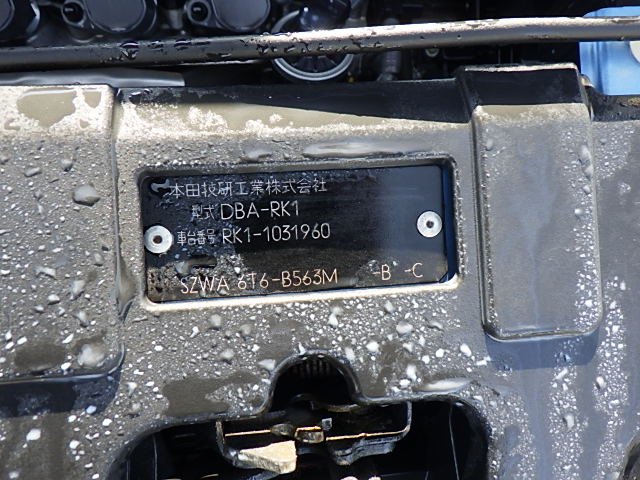 本田技研工業株式会社
型式 DBA-RK1
車台番号 RK1-1031960
SZWA 6T6-B563M -B -C